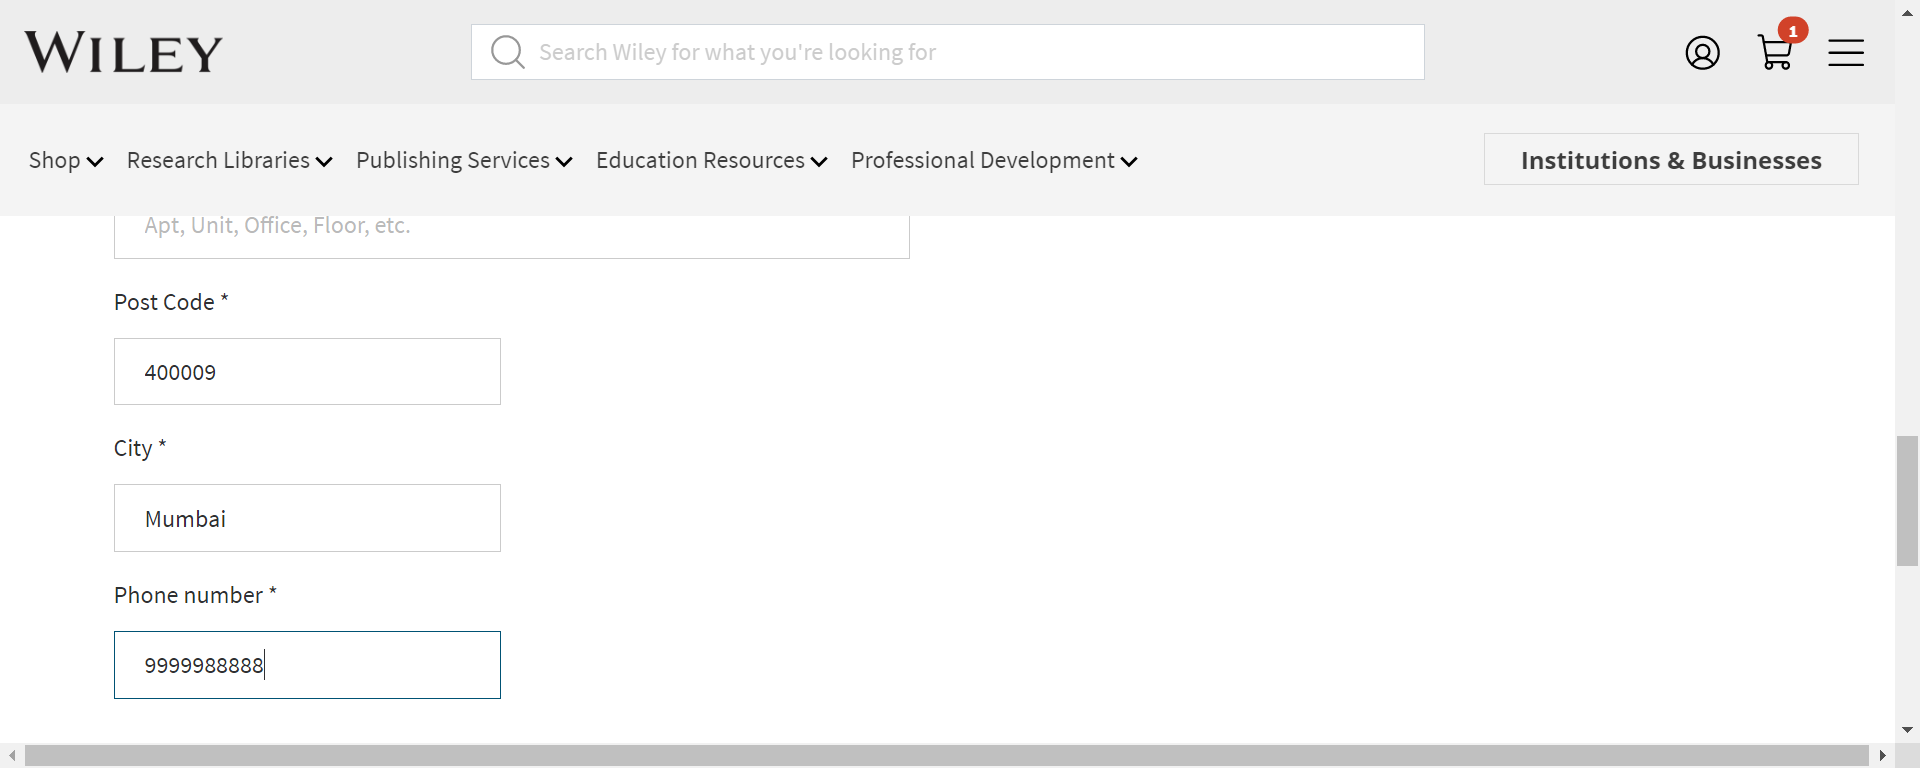 WILEY
Search Wiley for what you're looking for
1
Shop
Research Libraries
Publishing Services
Education Resources
Professional Development
Institutions & Businesses
Apt, Unit, Office, Floor, etc.
Post Code *
400009
City *
Mumbai
Phone number *
9999988888